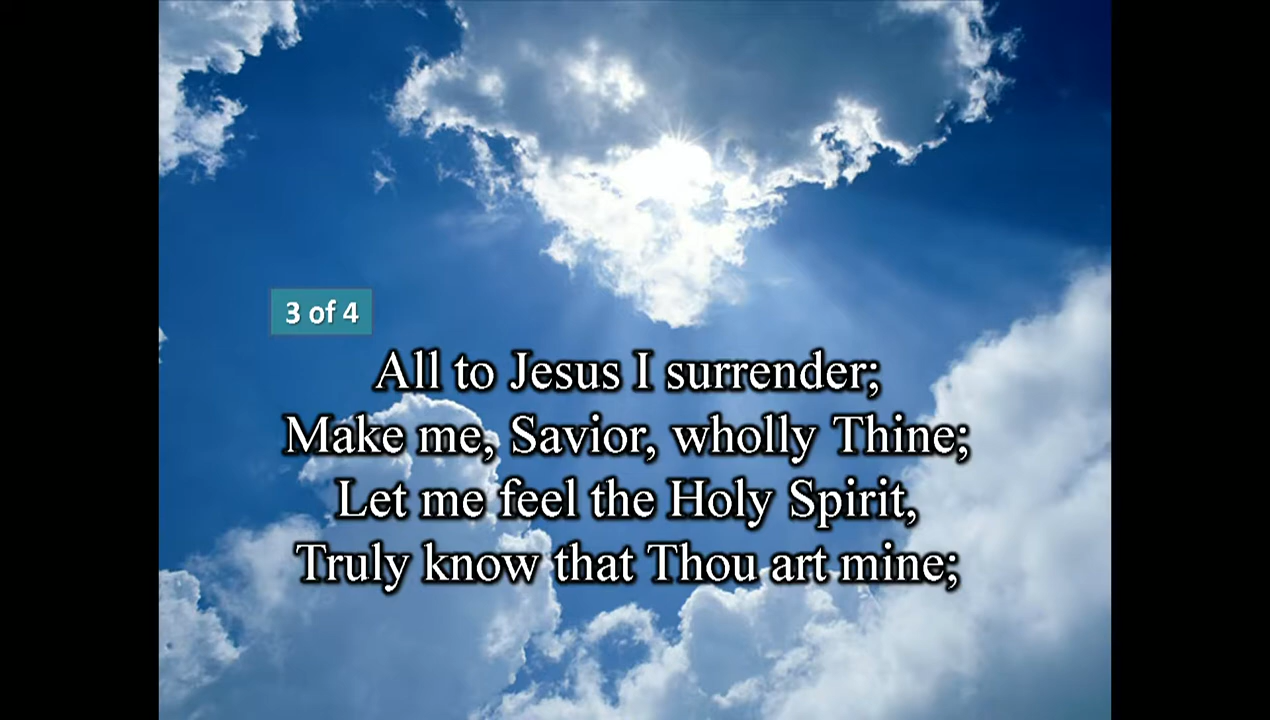 3 of 4
All to Jesus I surrender;
Make me, Savior, wholly Thine;
Let me feel the Holy Spirit,
Truly know that Thou art mine;